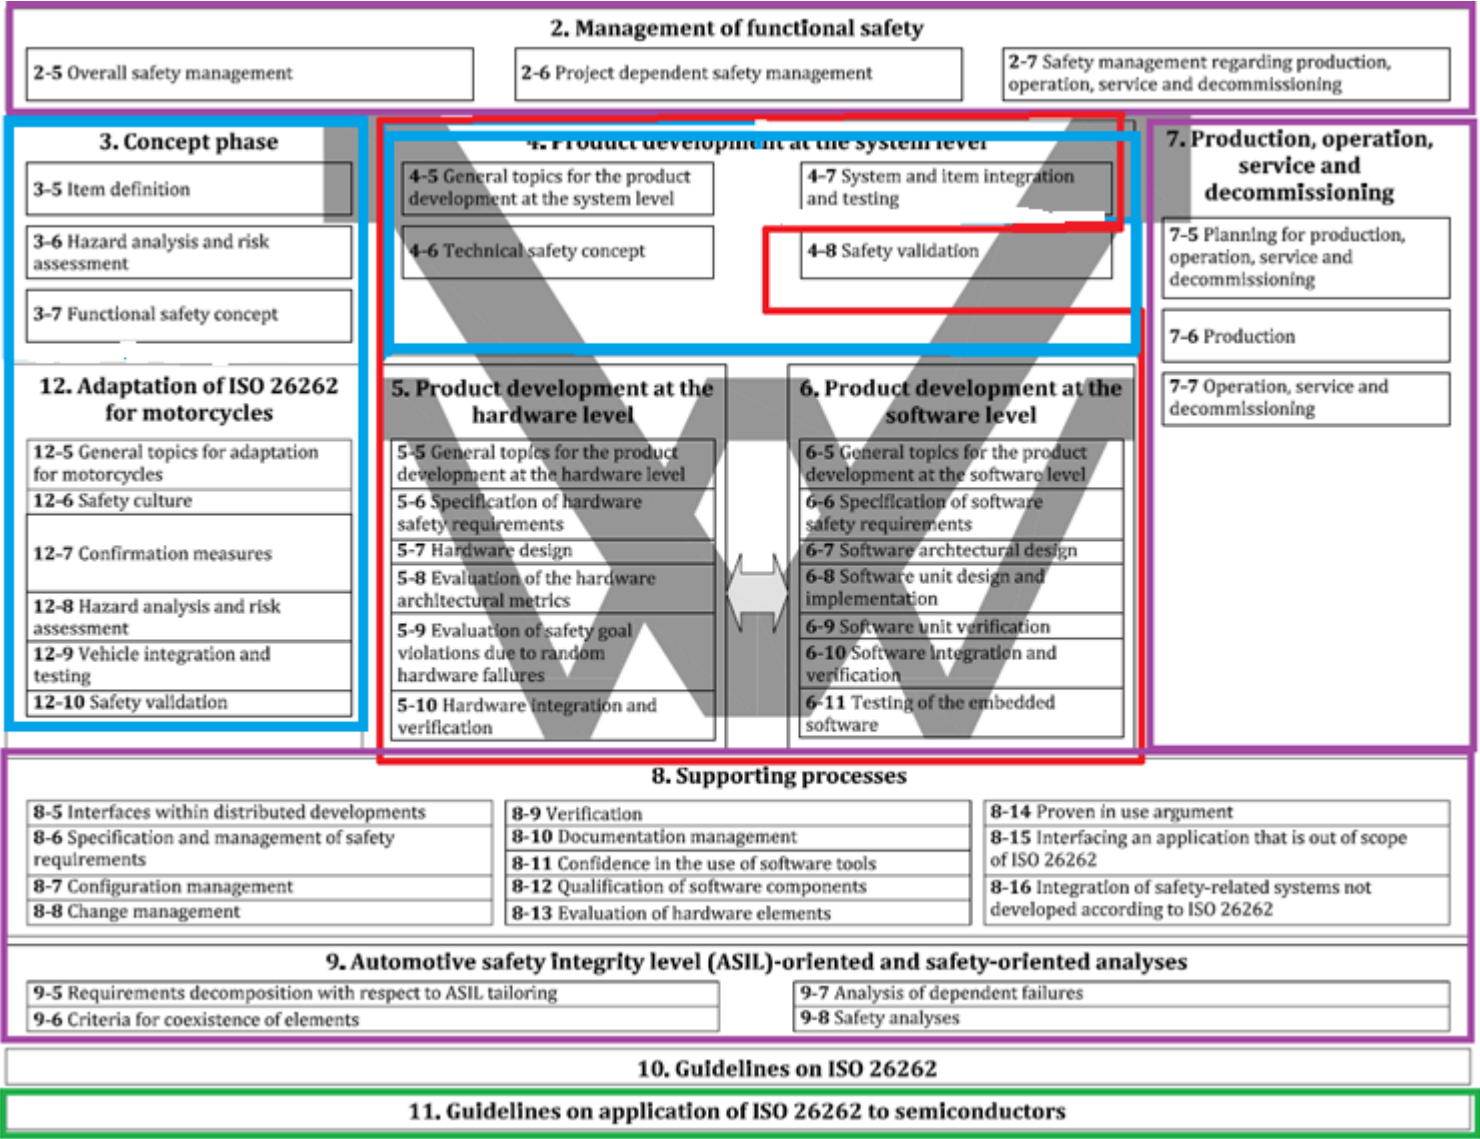 2. Management of functional safety
2-5 Overall safety management
2-6 Project dependent safety management
2-7 Safety management regarding production,
operation, service and decommissioning
3. Concept phase
3-5 Item definition
3-6 Hazard analysis and risk
assessment
3-7 Functional safety concept
12. Adaptation of ISO 26262
for motorcycles
12-5 General topics for adaptation
for motorcycles
12-6 Safety culture
12-7 Confirmation measures
12-8 Hazard analysis and risk
assessment
12-9 Vehicle integration and
testing
12-10 Safety validation
4. Product development at the system level
4-5 General topics for the product
development at the system level
4-6 Technical safety concept
4-7 System and item integration
and testing
4-8 Safety validation
5. Product development at the
hardware level
5-5 General topics for the product
development at the hardware level
5-6 Specification of hardware
safety requirements
5-7 Hardware design
5-8 Evaluation of the hardware
architectural metrics
5-9 Evaluation of safety goal
violations due to random
hardware failures
5-10 Hardware integration and
verification
6. Product development at the
software level
6-5 General topics for the product
development at the software level
6-6 Specification of software
safety requirements
6-7 Software archtectural design
6-8 Software unit design and
implementation
6-9 Software unit verification
6-10 Software integration and
verification
6-11 Testing of the embedded
software
7. Production, operation,
service and
decommissioning
7-5 Planning for production,
operation, service and
decommissioning
7-6 Production
7-7 Operation, service and
decommissioning
8. Supporting processes
8-5 Interfaces within distributed developments
8-6 Specification and management of safety
requirements
8-7 Configuration management
8-8 Change management
8-9 Verification
8-10 Documentation management
8-11 Confidence in the use of software tools
8-12 Qualification of software components
8-13 Evaluation of hardware elements
8-14 Proven in use argument
8-15 Interfacing an application that is out of scope
of ISO 26262
8-16 Integration of safety-related systems not
developed according to ISO 26262
9. Automotive safety integrity level (ASIL)-oriented and safety-oriented analyses
9-5 Requirements decomposition with respect to ASIL tailoring
9-6 Criteria for coexistence of elements
9-7 Analysis of dependent failures
9-8 Safety analyses
10. Guidelines on ISO 26262
11. Guidelines on application of ISO 26262 to semiconductors